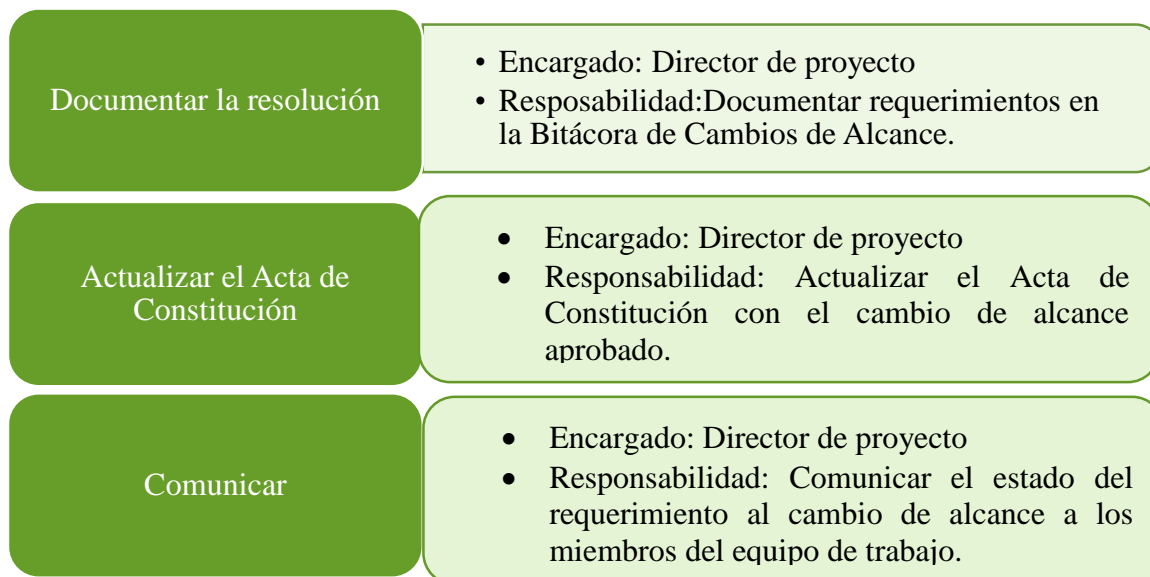 Documentar la resolución
• Encargado: Director de proyecto
• Resposabilidad:Documentar requerimientos en
la Bitácora de Cambios de Alcance.
Actualizar el Acta de
Constitución
• Encargado: Director de proyecto
• Responsabilidad: Actualizar el Acta de
Constitución con el cambio de alcance
aprobado.
Comunicar
• Encargado: Director de proyecto
• Responsabilidad: Comunicar el estado del
requerimiento al cambio de alcance a los
miembros del equipo de trabajo.